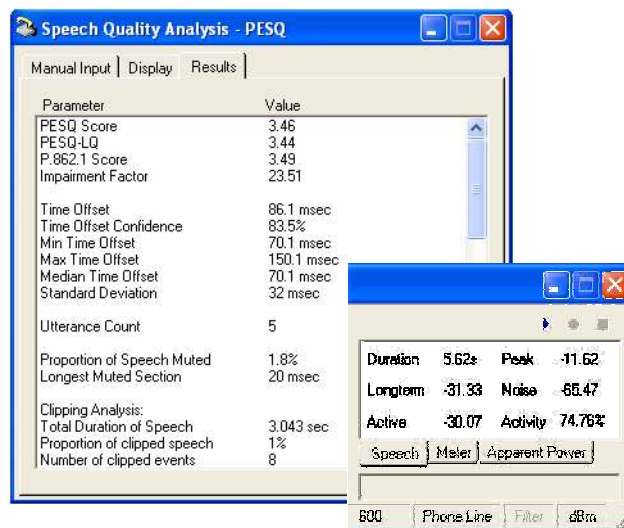 Speech Quality Analysis - PESQ
Manual Input Display Results
Parameter Value
PESQ Score 3.46
PESQ-LQ 3.44
P.862.1 Score 3.49
Impairment Factor 23.51
Time Offset 86.1 msec
Time Offset Confidence 83.5%
Min Time Offset 70.1 msec
Max Time Offset 150.1 msec
Median Time Offset 70.1 msec
Standard Deviation 32 msec
Utterance Count 5
Proportion of Speech Muted 1.8%
Longest Muted Section 20 msec
Clipping Analysis:
Total Duration of Speech 3.043 sec
Proportion of clipped speech 1%
Number of clipped events 8
Duration 5.62s Peak -11.62
Longterm -31.33 Noise -65.47
Active -30.07 Activity 74.76%
Speech Meter Apparent Power
600 Phone Line Filter dBm